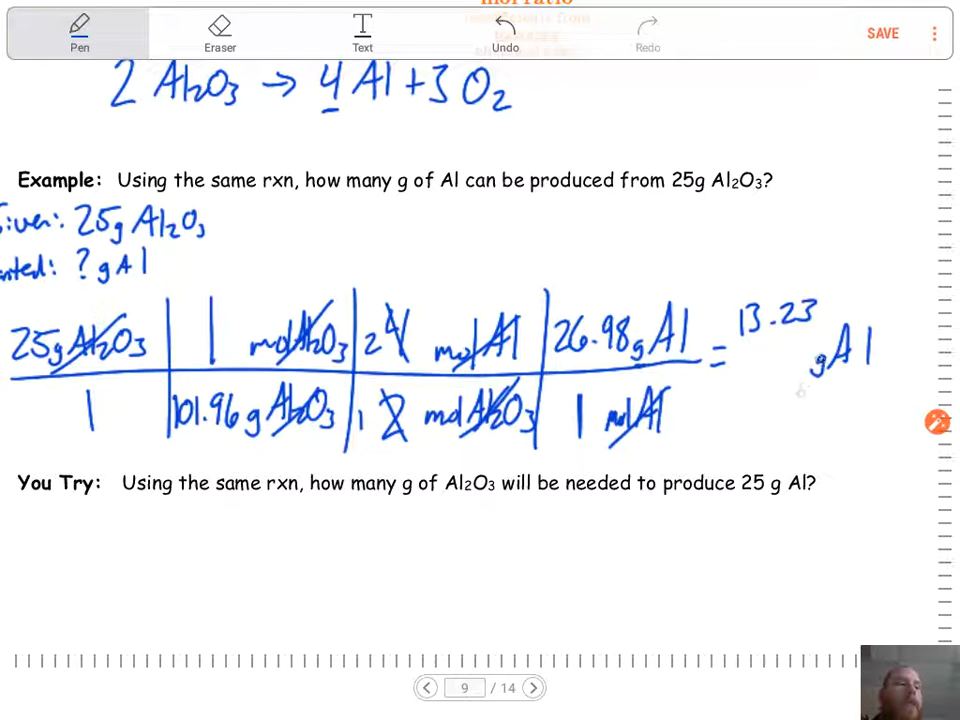 mol ratio
Pen Eraser Text Undo Redo SAVE
2 Al₂O₃ → 4 Al + 3 O₂
Example: Using the same rxn, how many g of Al can be produced from 25g Al₂O₃?
iven: 25g Al₂O₃
nted: ? g Al
25g Al₂O₃ | 1 mol Al₂O₃ | 2 4 mol Al | 26.98 g Al = 13.23 g Al
1 | 101.96 g Al₂O₃ | 1 2 mol Al₂O₃ | 1 mol Al
You Try: Using the same rxn, how many g of Al₂O₃ will be needed to produce 25 g Al?
9 / 14